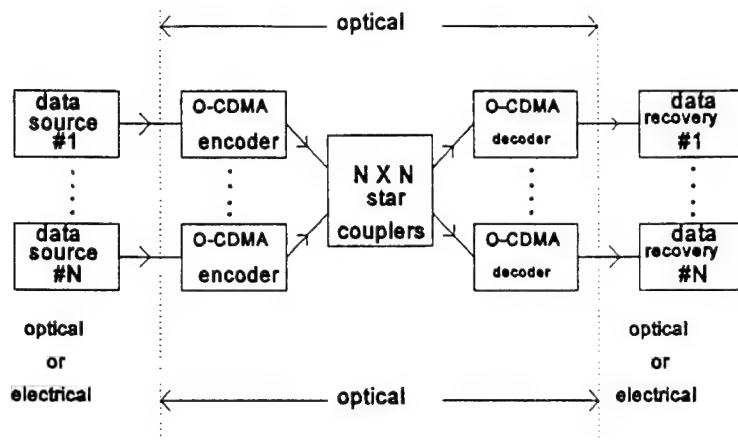 optical
data
source
#1
O-CDMA
encoder
N X N
star
couplers
O-CDMA
decoder
data
recovery
#1
data
source
#N
O-CDMA
encoder
O-CDMA
decoder
data
recovery
#N
optical
or
electrical
optical
optical
or
electrical